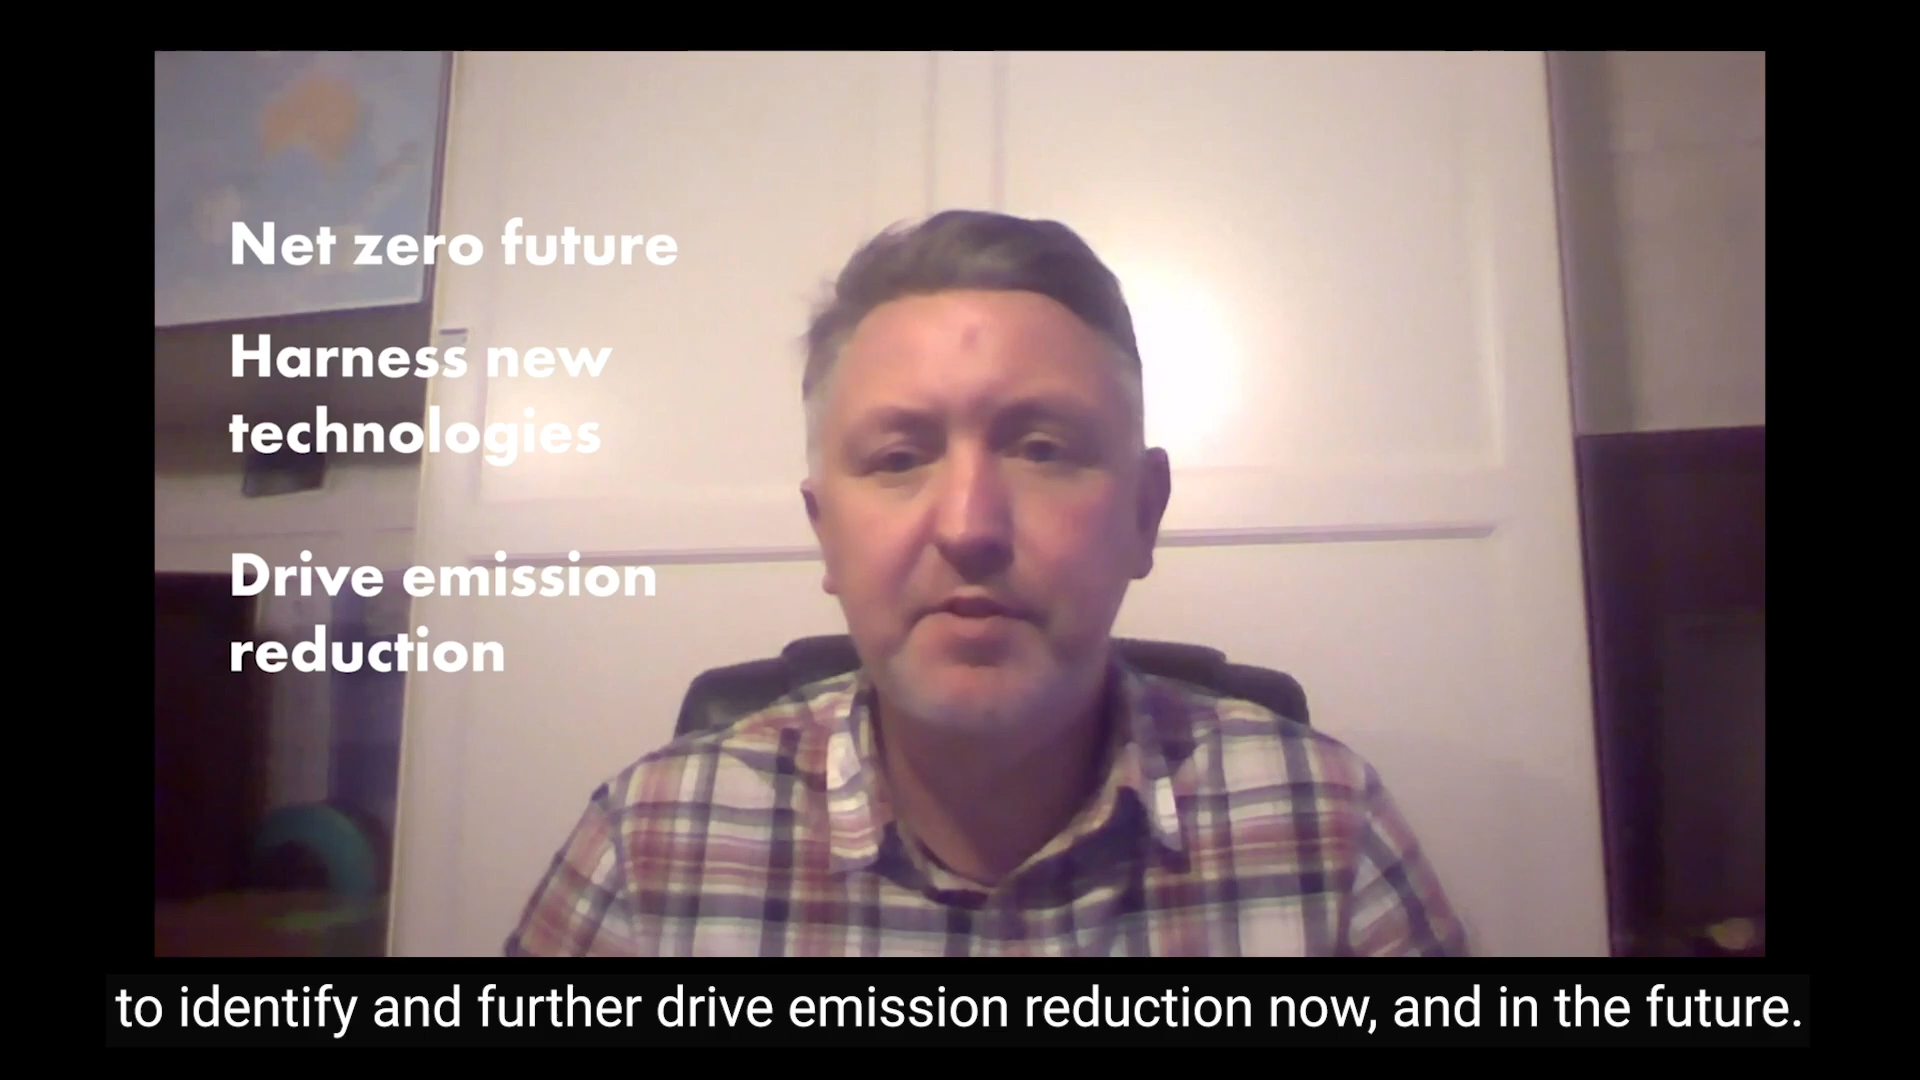 Net zero future
Harness new
technologies
Drive emission
reduction
to identify and further drive emission reduction now, and in the future.